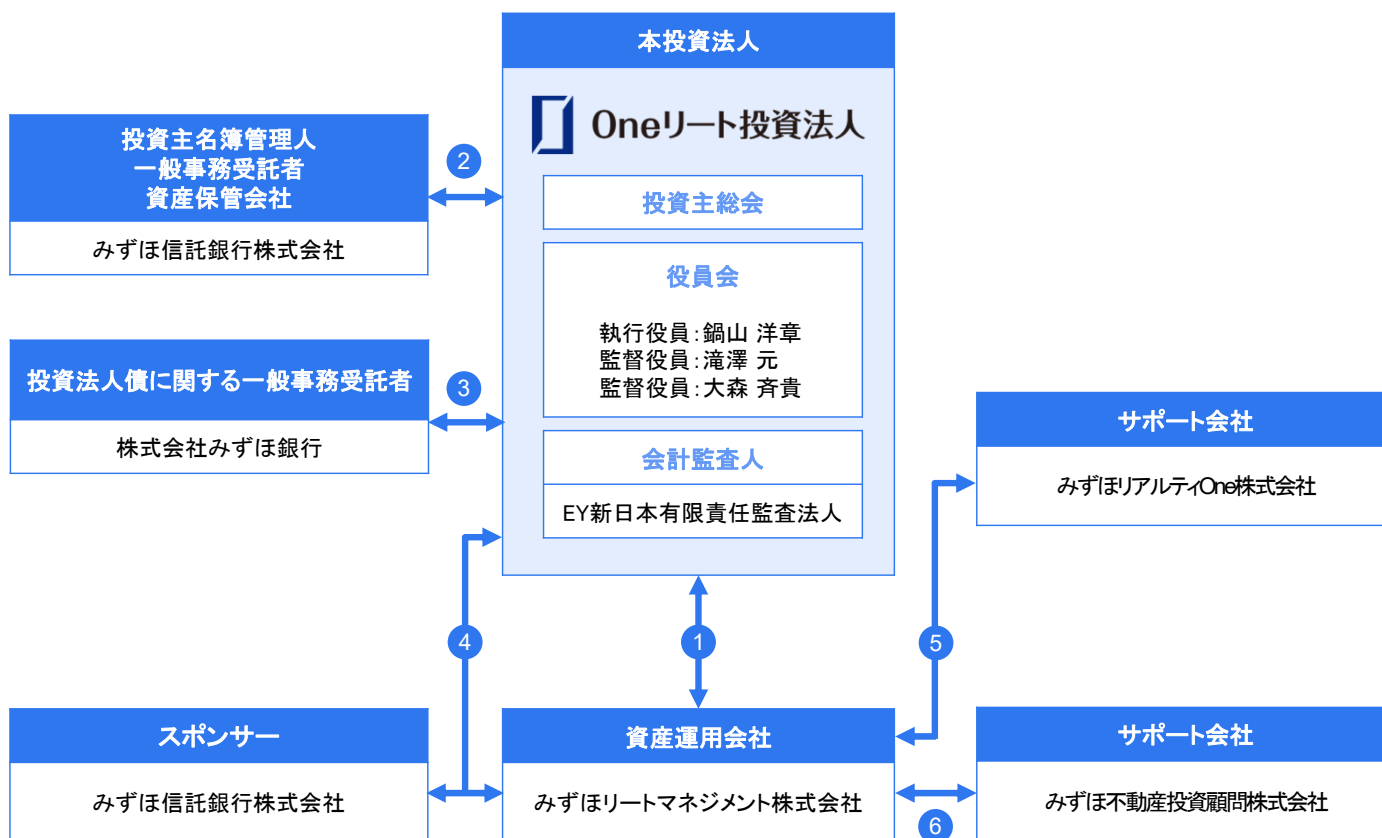 本投資法人
Oneリート投資法人
投資主総会
役員会
執行役員：鍋山 洋章
監督役員：滝澤 元
監督役員：大森 斉貴
会計監査人
EY新日本有限責任監査法人
投資主名簿管理人
一般事務受託者
資産保管会社
みずほ信託銀行株式会社
2
投資法人債に関する一般事務受託者
株式会社みずほ銀行
3
サポート会社
みずほリアルティOne株式会社
4
1
5
スポンサー
みずほ信託銀行株式会社
資産運用会社
みずほリートマネジメント株式会社
サポート会社
みずほ不動産投資顧問株式会社
6